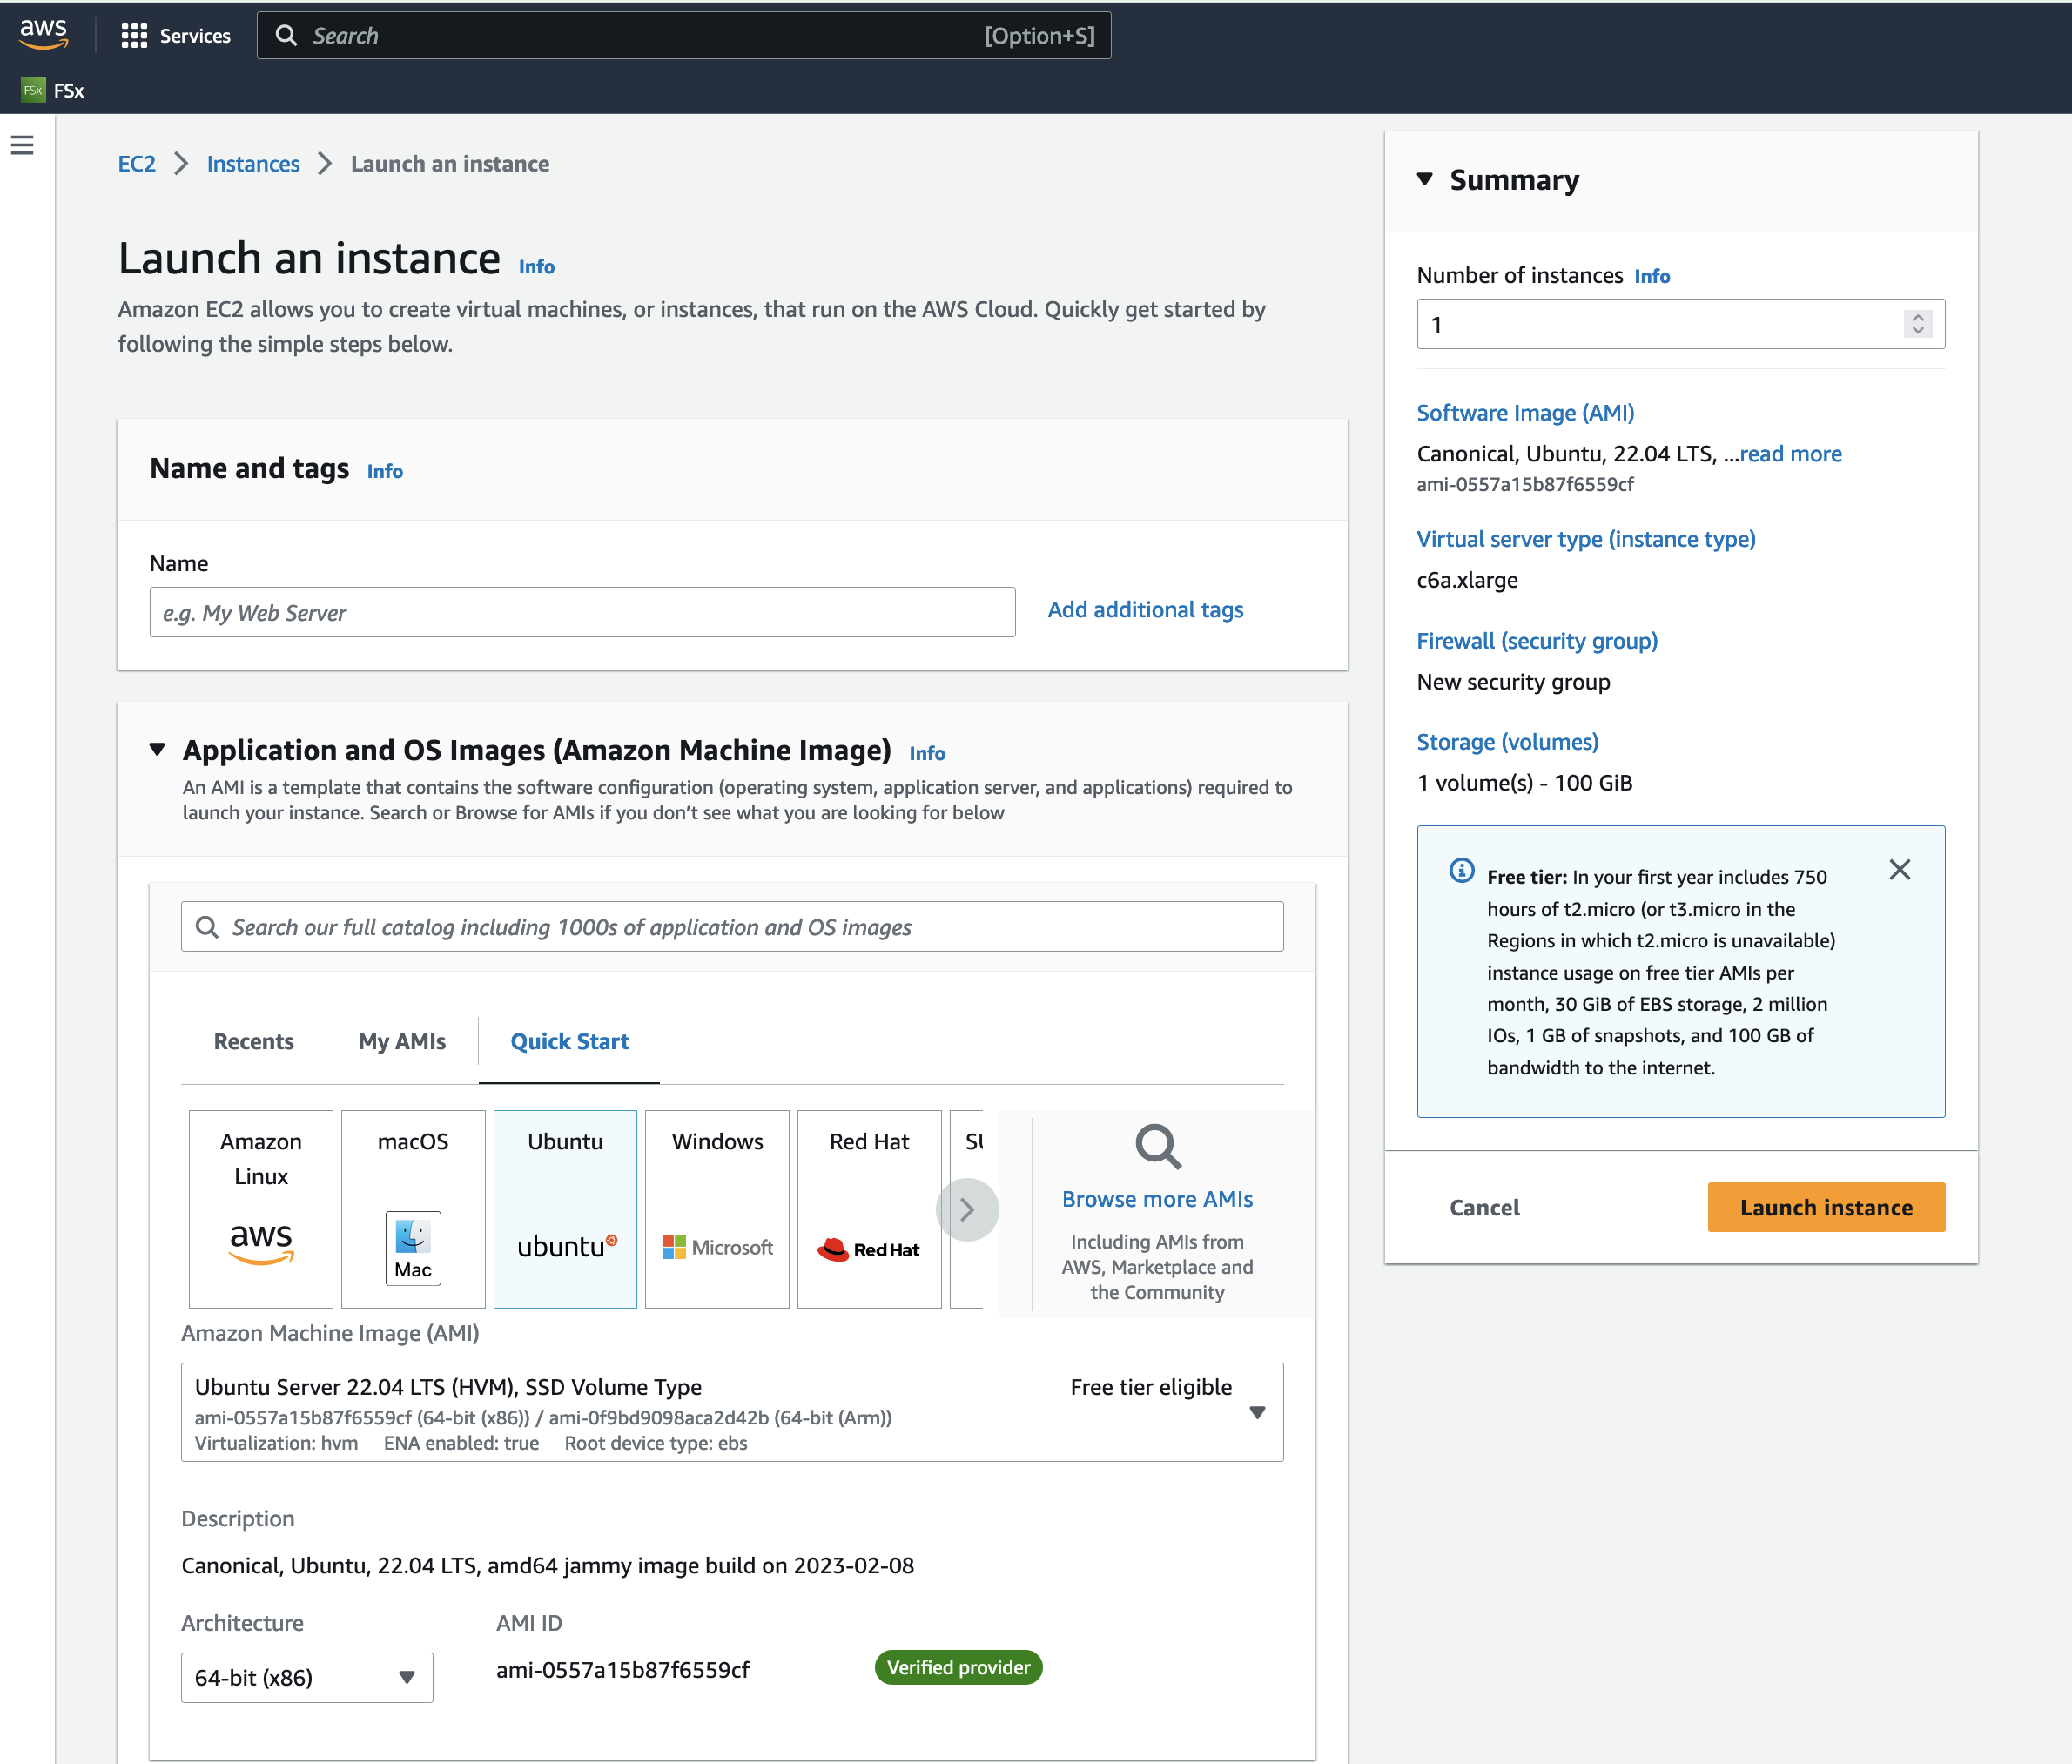 aws
Services
Search
[Option+S]
FSx
FSx
EC2
Instances
Launch an instance
Launch an instance Info
Amazon EC2 allows you to create virtual machines, or instances, that run on the AWS Cloud. Quickly get started by
following the simple steps below.
Name and tags Info
Name
e.g. My Web Server
Add additional tags
Application and OS Images (Amazon Machine Image) Info
An AMI is a template that contains the software configuration (operating system, application server, and applications) required to
launch your instance. Search or Browse for AMIs if you don’t see what you are looking for below
Search our full catalog including 1000s of application and OS images
Recents
My AMIs
Quick Start
Amazon
Linux
aws
macOS
Mac
Ubuntu
ubuntu
Windows
Microsoft
Red Hat
Red Hat
Browse more AMIs
Including AMIs from
AWS, Marketplace and
the Community
Amazon Machine Image (AMI)
Ubuntu Server 22.04 LTS (HVM), SSD Volume Type
Free tier eligible
ami-0557a15b87f6559cf (64-bit (x86)) / ami-0f9bd9098aca2d42b (64-bit (Arm))
Virtualization: hvm ENA enabled: true Root device type: ebs
Description
Canonical, Ubuntu, 22.04 LTS, amd64 jammy image build on 2023-02-08
Architecture
64-bit (x86)
AMI ID
ami-0557a15b87f6559cf
Verified provider
Summary
Number of instances Info
1
Software Image (AMI)
Canonical, Ubuntu, 22.04 LTS, ...read more
ami-0557a15b87f6559cf
Virtual server type (instance type)
c6a.xlarge
Firewall (security group)
New security group
Storage (volumes)
1 volume(s) - 100 GiB
Free tier: In your first year includes 750
hours of t2.micro (or t3.micro in the
Regions in which t2.micro is unavailable)
instance usage on free tier AMIs per
month, 30 GiB of EBS storage, 2 million
IOs, 1 GB of snapshots, and 100 GB of
bandwidth to the internet.
Cancel
Launch instance